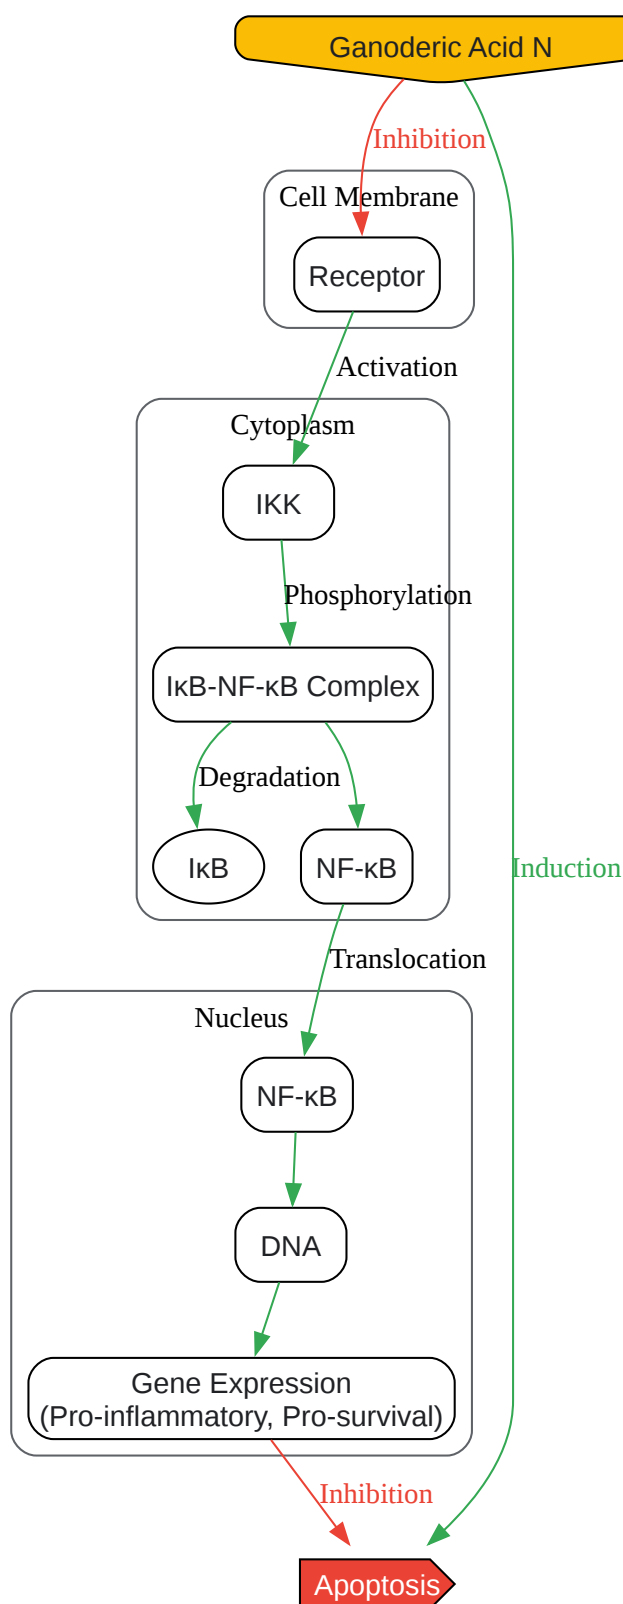 Ganoderic Acid N
Inhibition
Cell Membrane
Receptor
Activation
Cytoplasm
IKK
Phosphorylation
IκB-NF-κB Complex
Degradation
IκB
NF-κB
Induction
Translocation
Nucleus
NF-κB
DNA
Gene Expression
(Pro-inflammatory, Pro-survival)
Inhibition
Apoptosis